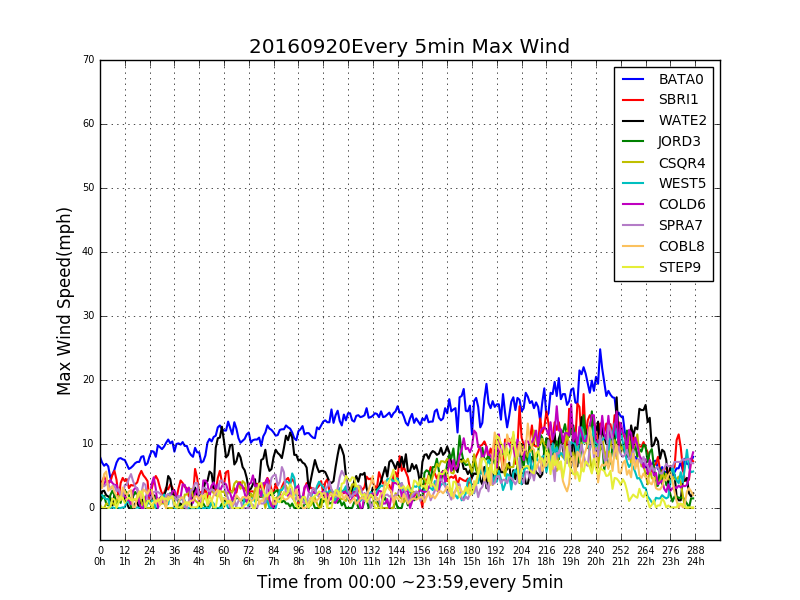 20160920Every 5min Max Wind
70
60
50
40
30
20
10
0
Max Wind Speed(mph)
BATA0
SBRI1
WATE2
JORD3
CSQR4
WEST5
COLD6
SPRA7
COBL8
STEP9
0 12 24 36 48 60 72 84 96 108 120 132 144 156 168 180 192 204 216 228 240 252 264 276 288
0h 1h 2h 3h 4h 5h 6h 7h 8h 9h 10h 11h 12h 13h 14h 15h 16h 17h 18h 19h 20h 21h 22h 23h 24h
Time from 00:00 ~23:59,every 5min